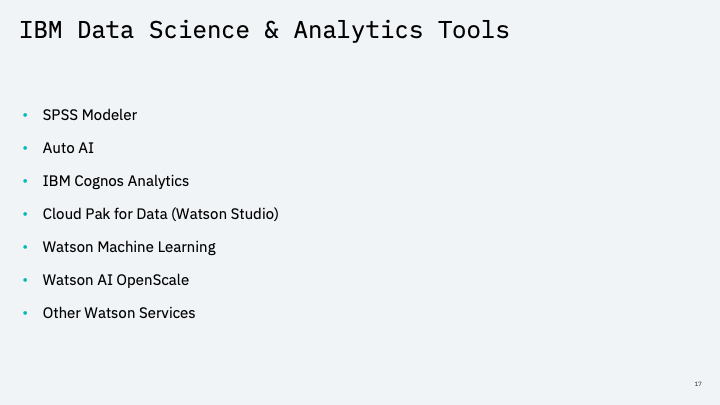 IBM Data Science & Analytics Tools
• SPSS Modeler
• Auto AI
• IBM Cognos Analytics
• Cloud Pak for Data (Watson Studio)
• Watson Machine Learning
• Watson AI OpenScale
• Other Watson Services
17